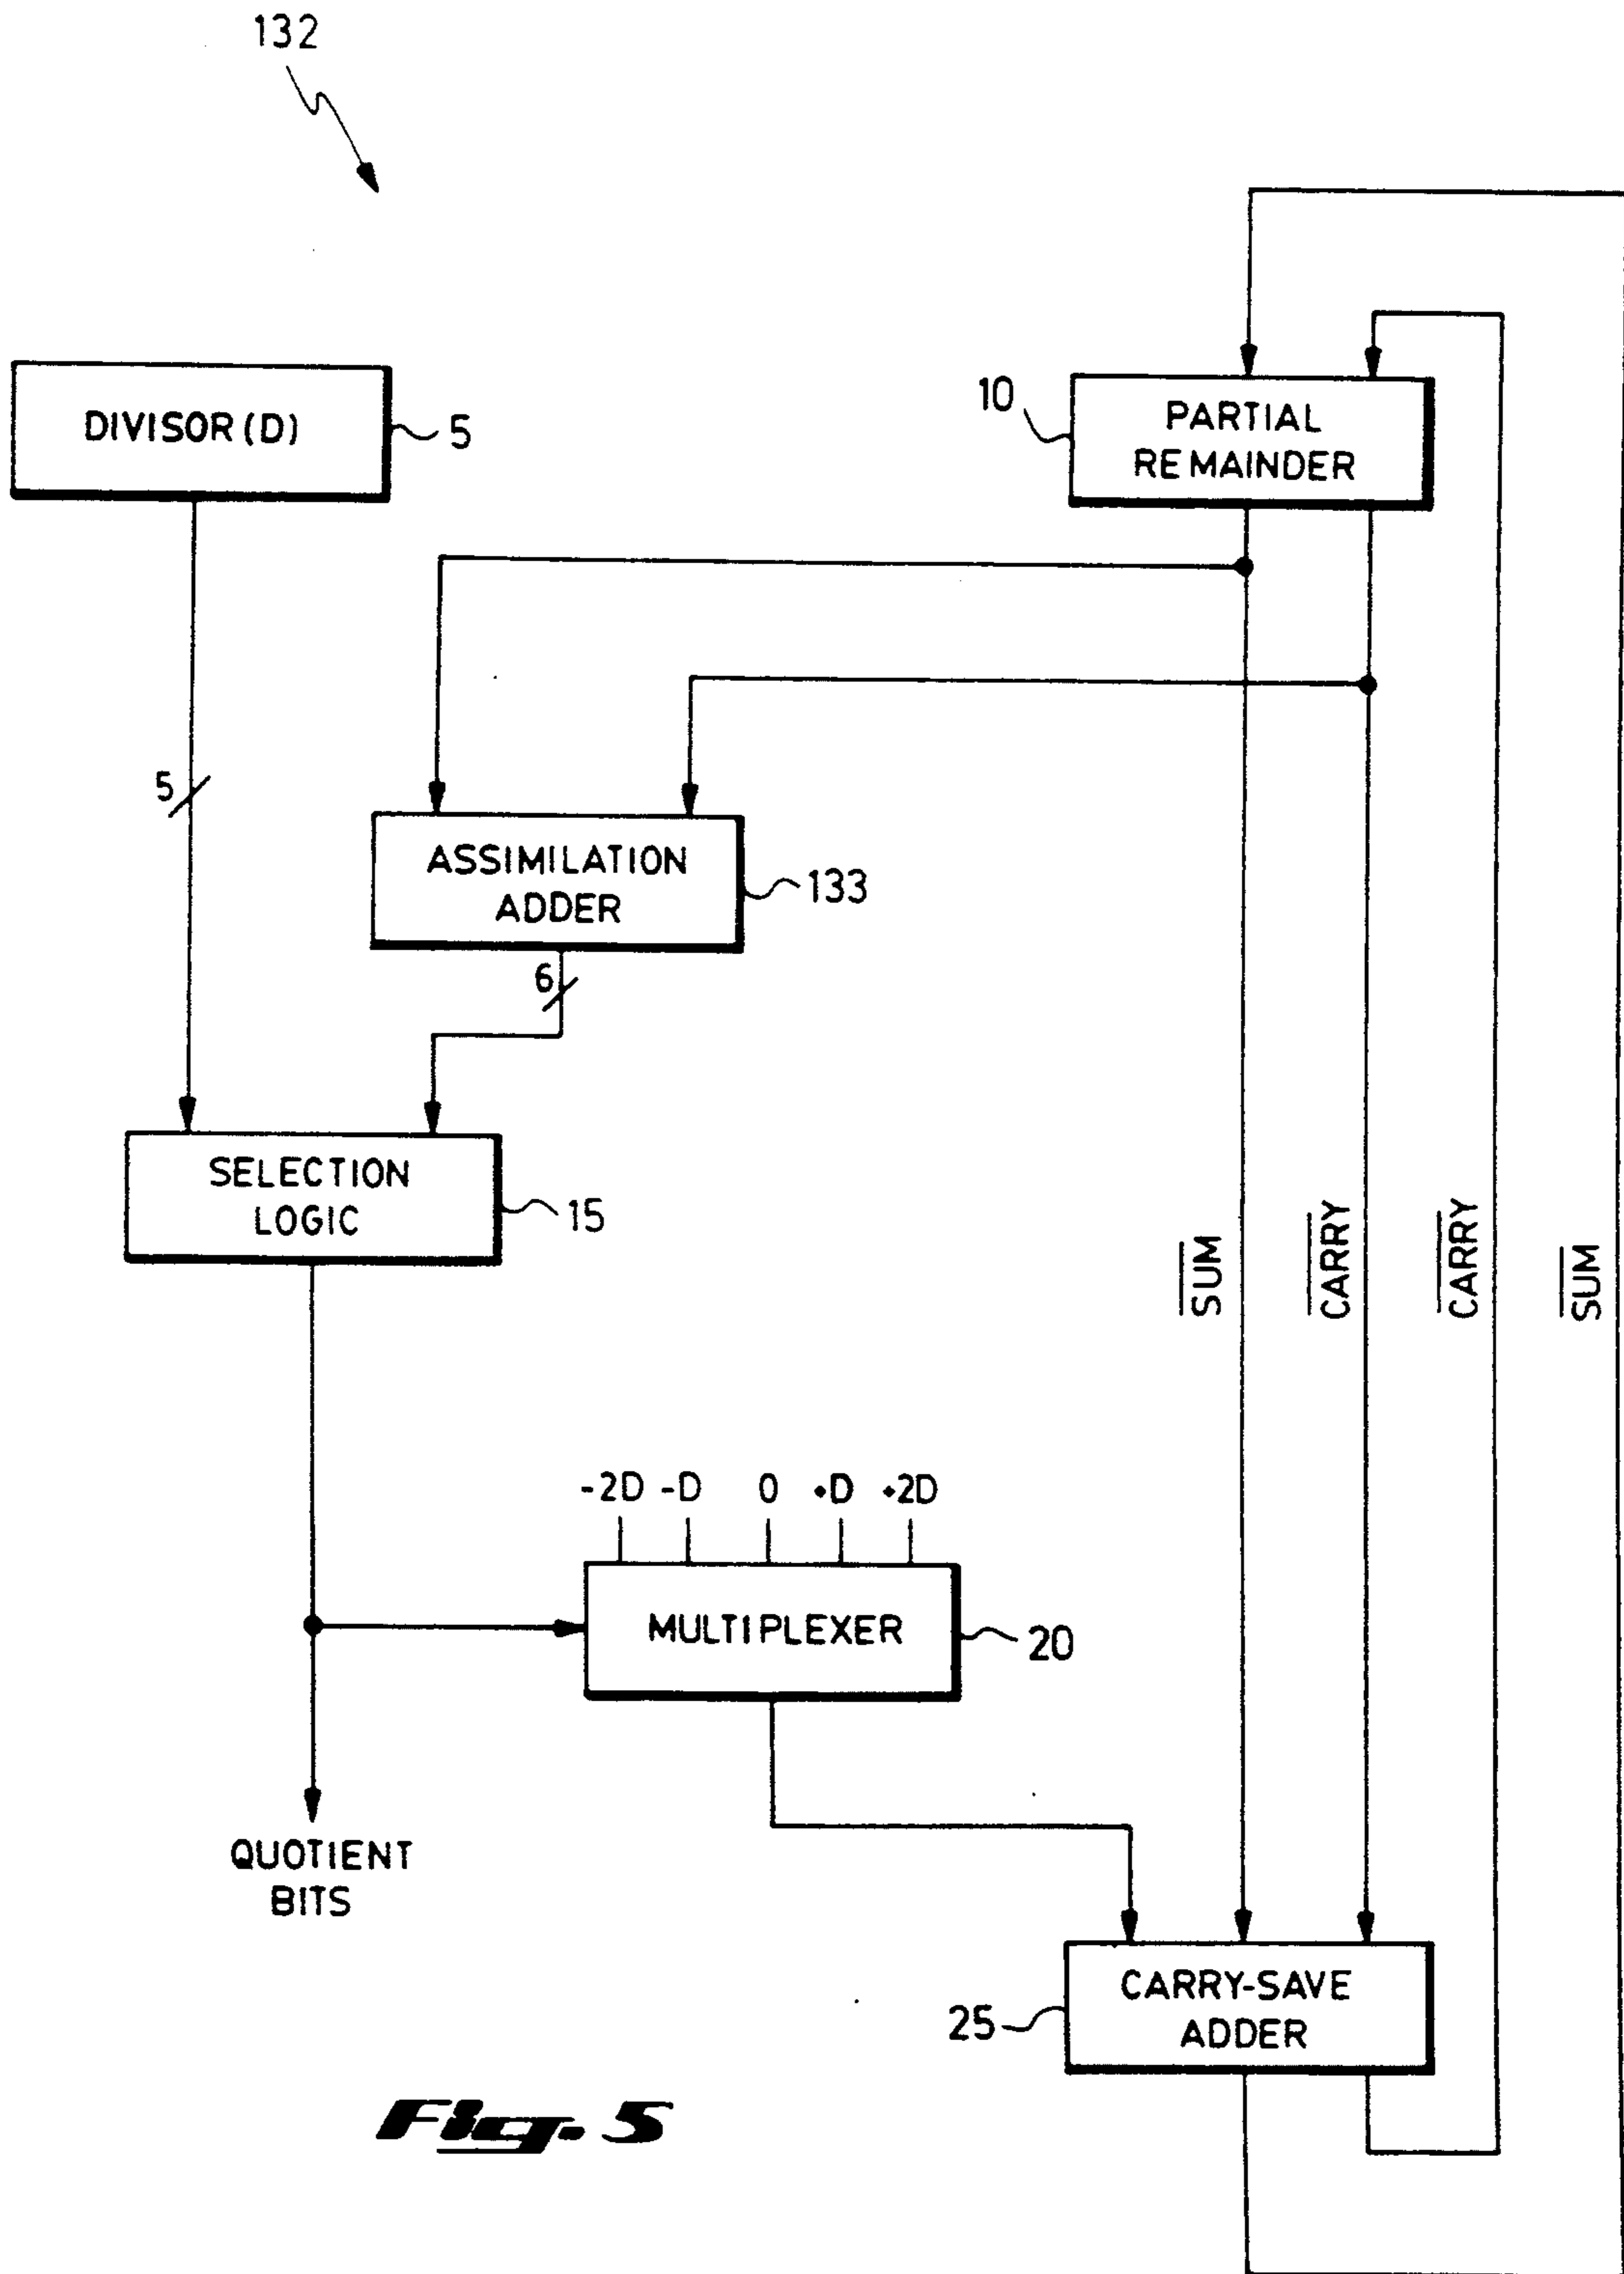 132
DIVISOR(D)
5
10
PARTIAL
REMAINDER
5
ASSIMILATION
ADDER
133
6
SELECTION
LOGIC
15
SUM
CARRY
CARRY
SUM
-2D -D 0 +D +2D
MULTIPLEXER
20
QUOTIENT
BITS
25
CARRY-SAVE
ADDER
Fig. 5